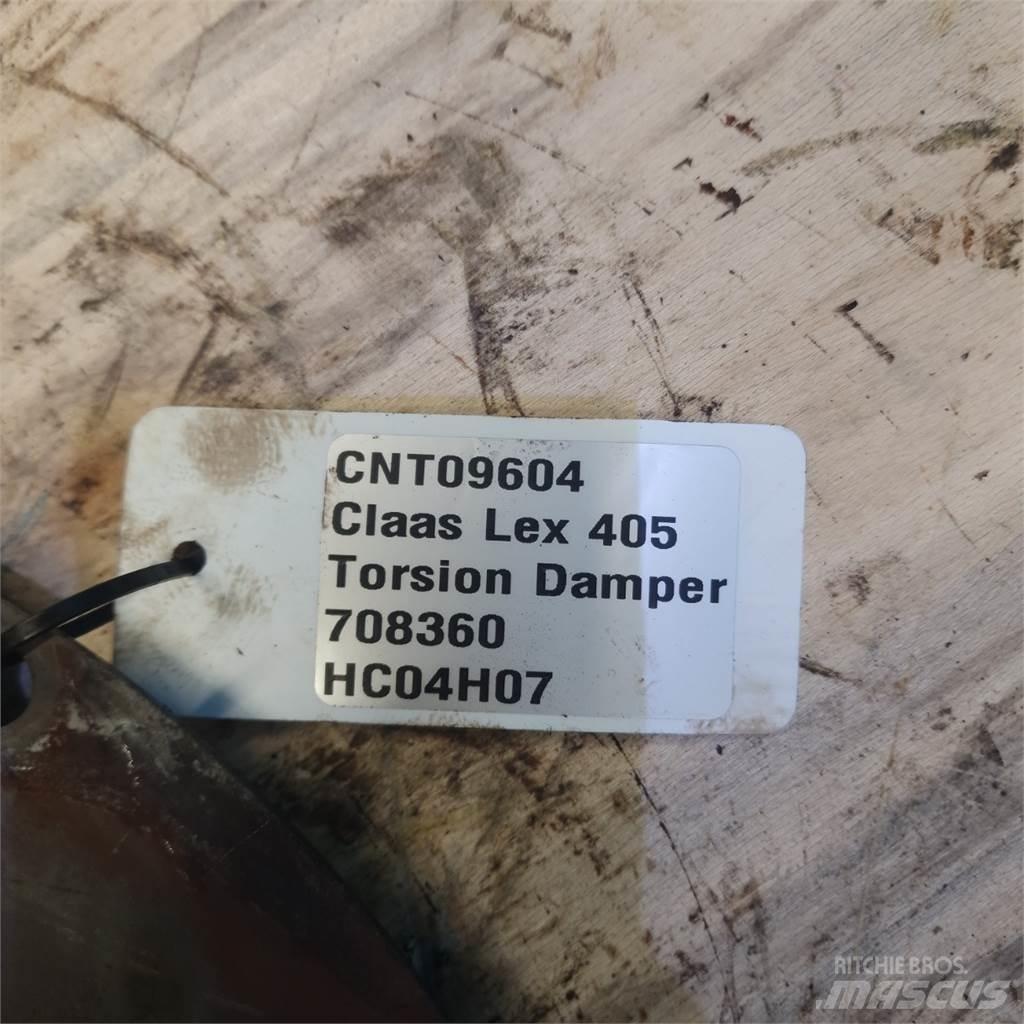 CNT09604
Claas Lex 405
Torsion Damper
708360
HC04H07
RITCHIE BROS.
MASCUS